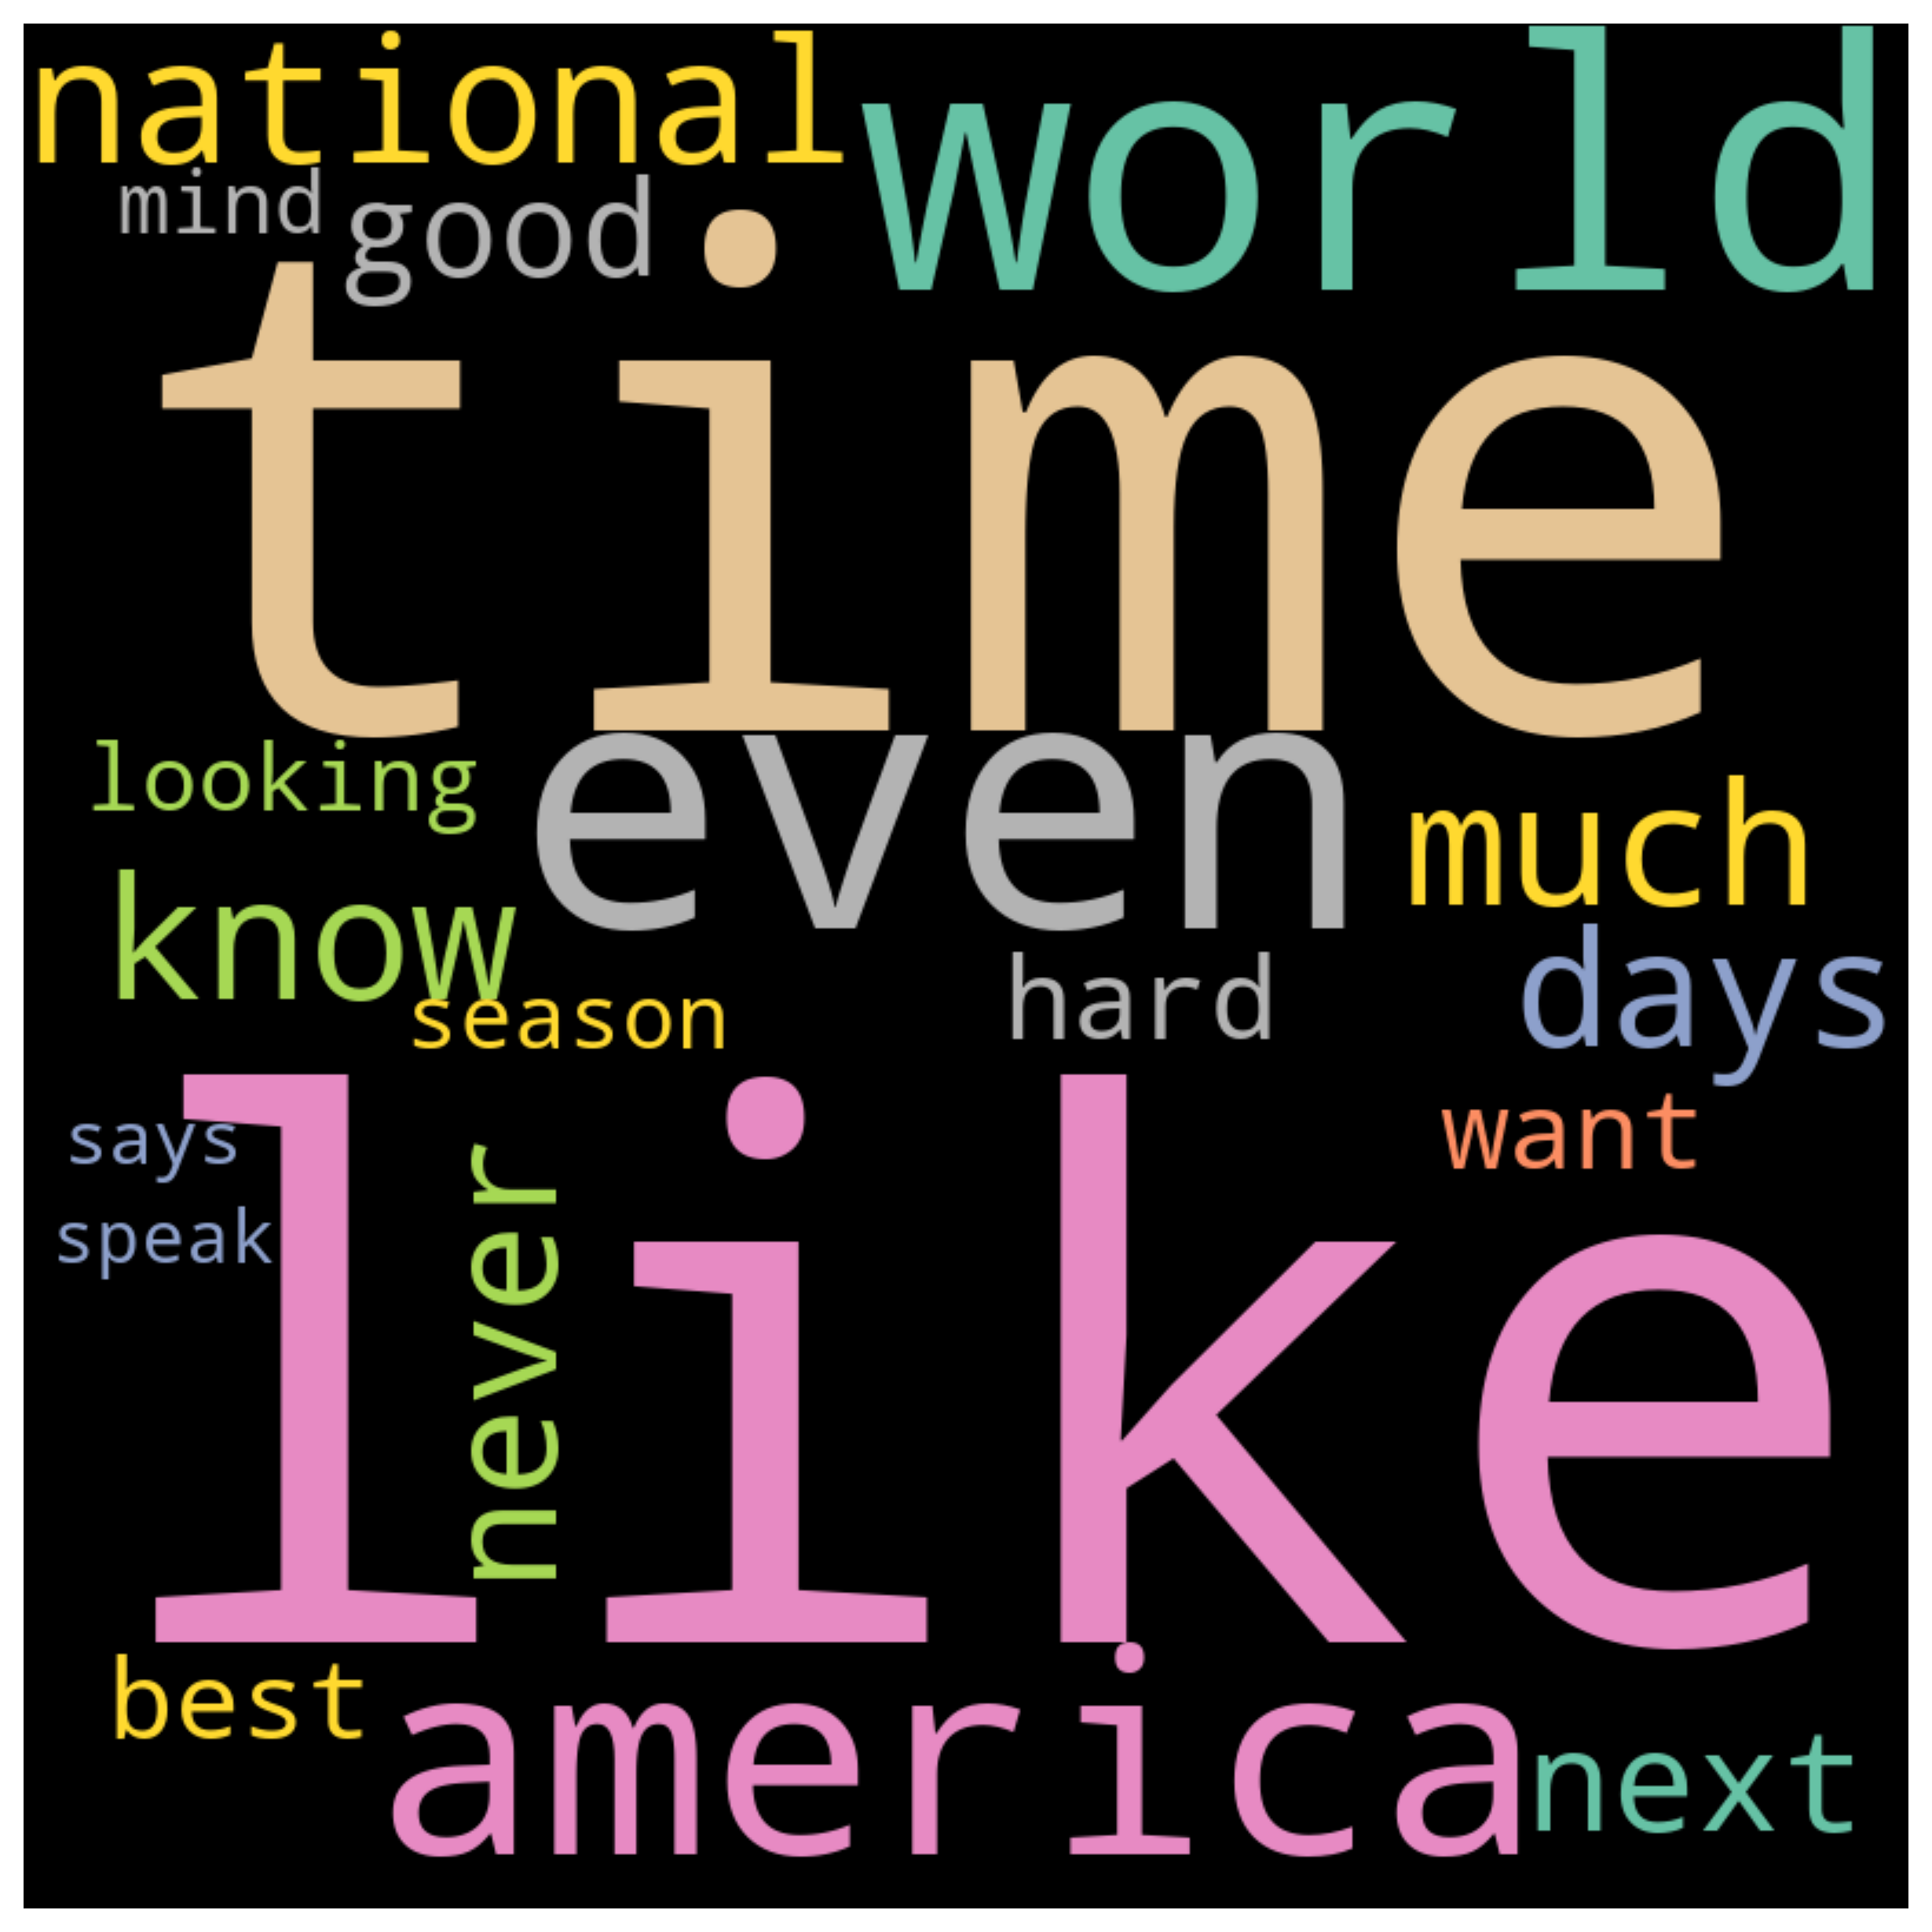 national
world
mind
good
time
looking
even
much
know
days
season
hard
like
says
want
never
speak
best
america
next